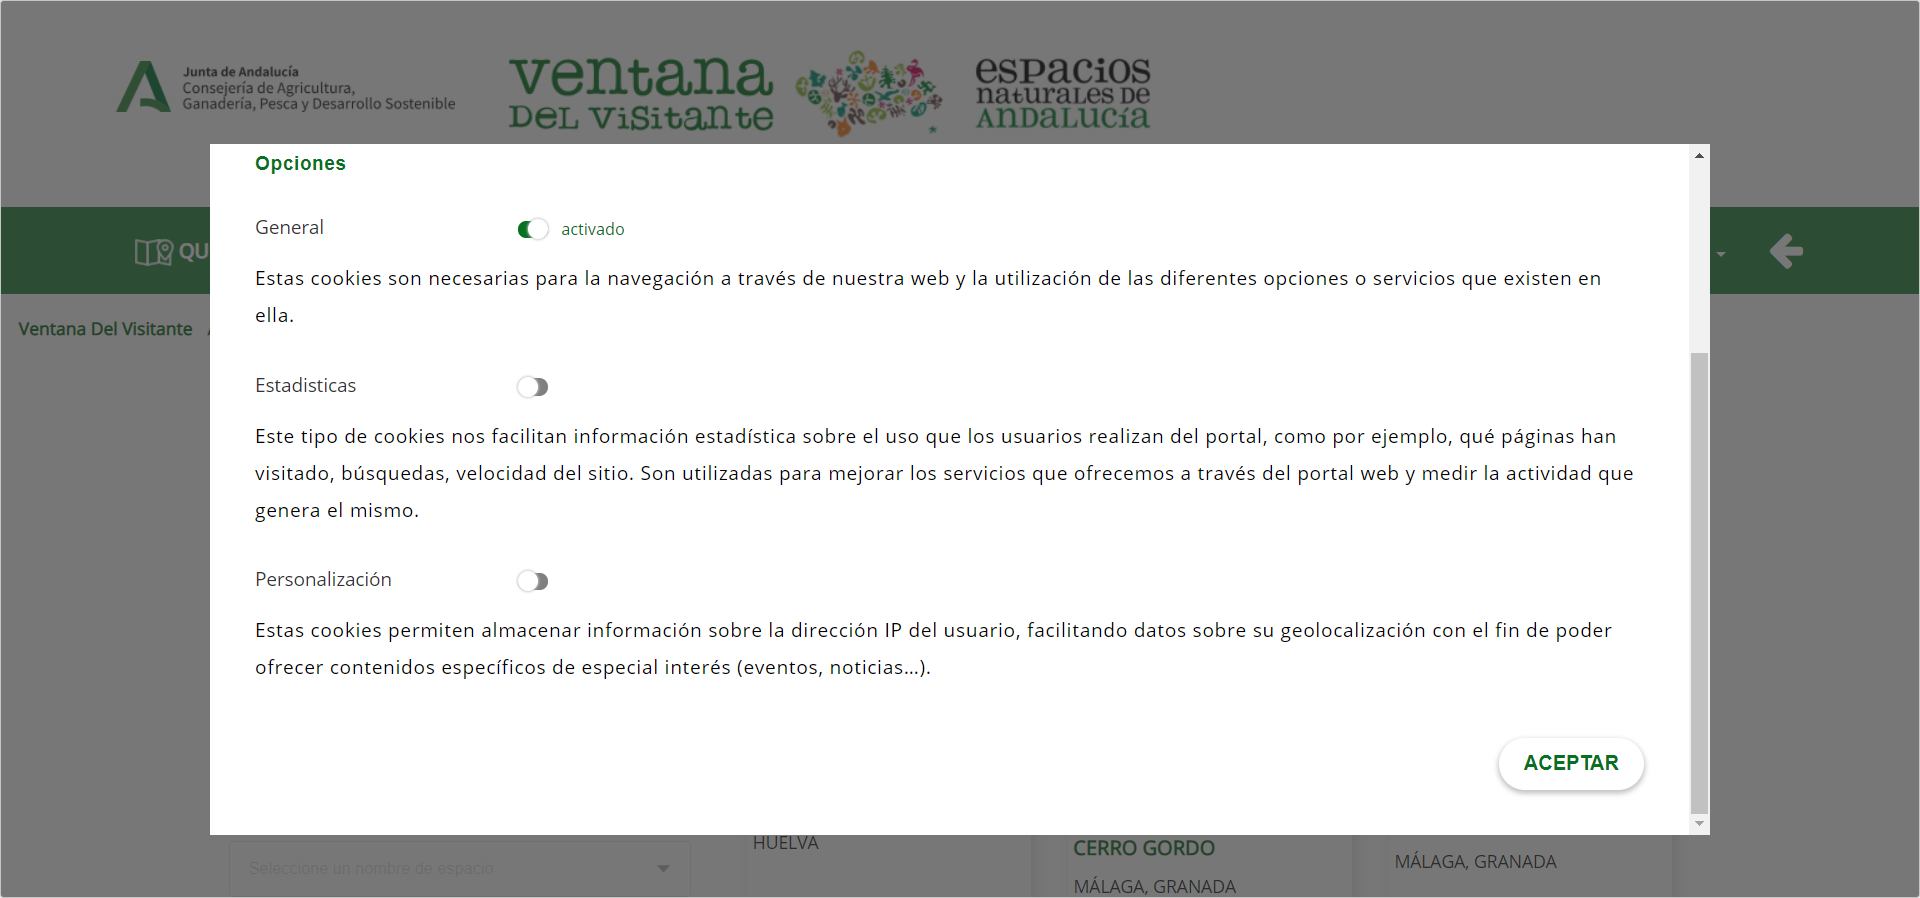 Junta de Andalucía
Consejería de Agricultura,
Ganadería, Pesca y Desarrollo Sostenible
ventana
DEL VISITANTE
espacios
NATURALES DE
ANDALUCÍA
Opciones
General
activado
QU
Estas cookies son necesarias para la navegación a través de nuestra web y la utilización de las diferentes opciones o servicios que existen en
ella.
Ventana Del Visitante
Estadisticas
Este tipo de cookies nos facilitan información estadística sobre el uso que los usuarios realizan del portal, como por ejemplo, qué páginas han
visitado, búsquedas, velocidad del sitio. Son utilizadas para mejorar los servicios que ofrecemos a través del portal web y medir la actividad que
genera el mismo.
Personalización
Estas cookies permiten almacenar información sobre la dirección IP del usuario, facilitando datos sobre su geolocalización con el fin de poder
ofrecer contenidos específicos de especial interés (eventos, noticias...).
ACEPTAR
HUELVA
CERRO GORDO
MÁLAGA, GRANADA
Seleccione un nombre de espacio
MÁLAGA, GRANADA